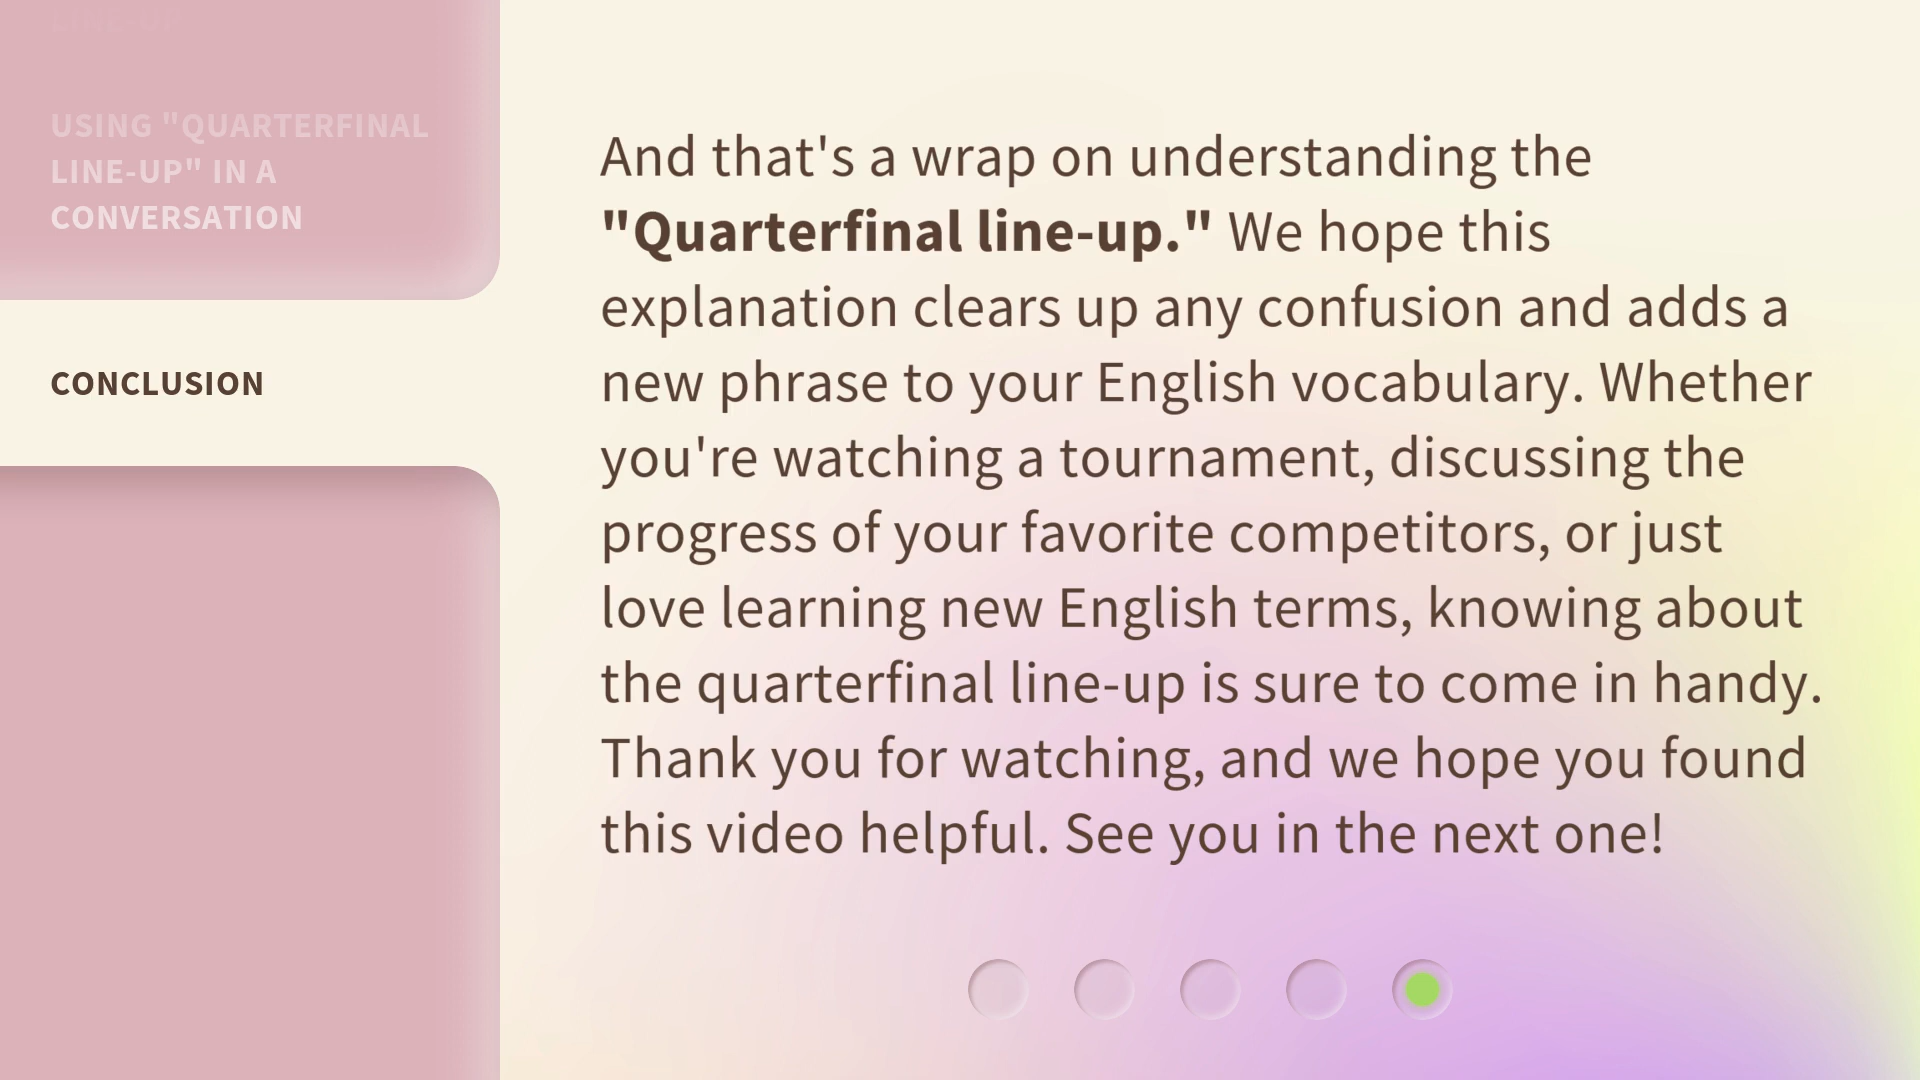 LINE-UP
USING "QUARTERFINAL
LINE-UP" IN A
CONVERSATION
CONCLUSION
And that's a wrap on understanding the
"Quarterfinal line-up." We hope this
explanation clears up any confusion and adds a
new phrase to your English vocabulary. Whether
you're watching a tournament, discussing the
progress of your favorite competitors, or just
love learning new English terms, knowing about
the quarterfinal line-up is sure to come in handy.
Thank you for watching, and we hope you found
this video helpful. See you in the next one!